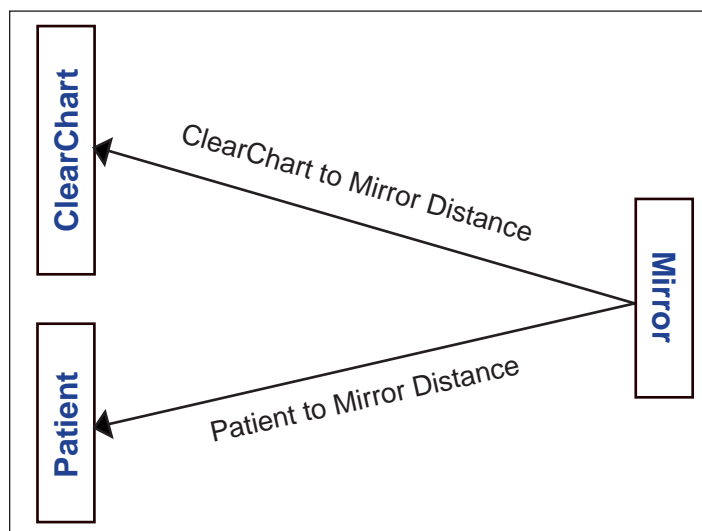 ClearChart
ClearChart to Mirror Distance
Mirror
Patient to Mirror Distance
Patient